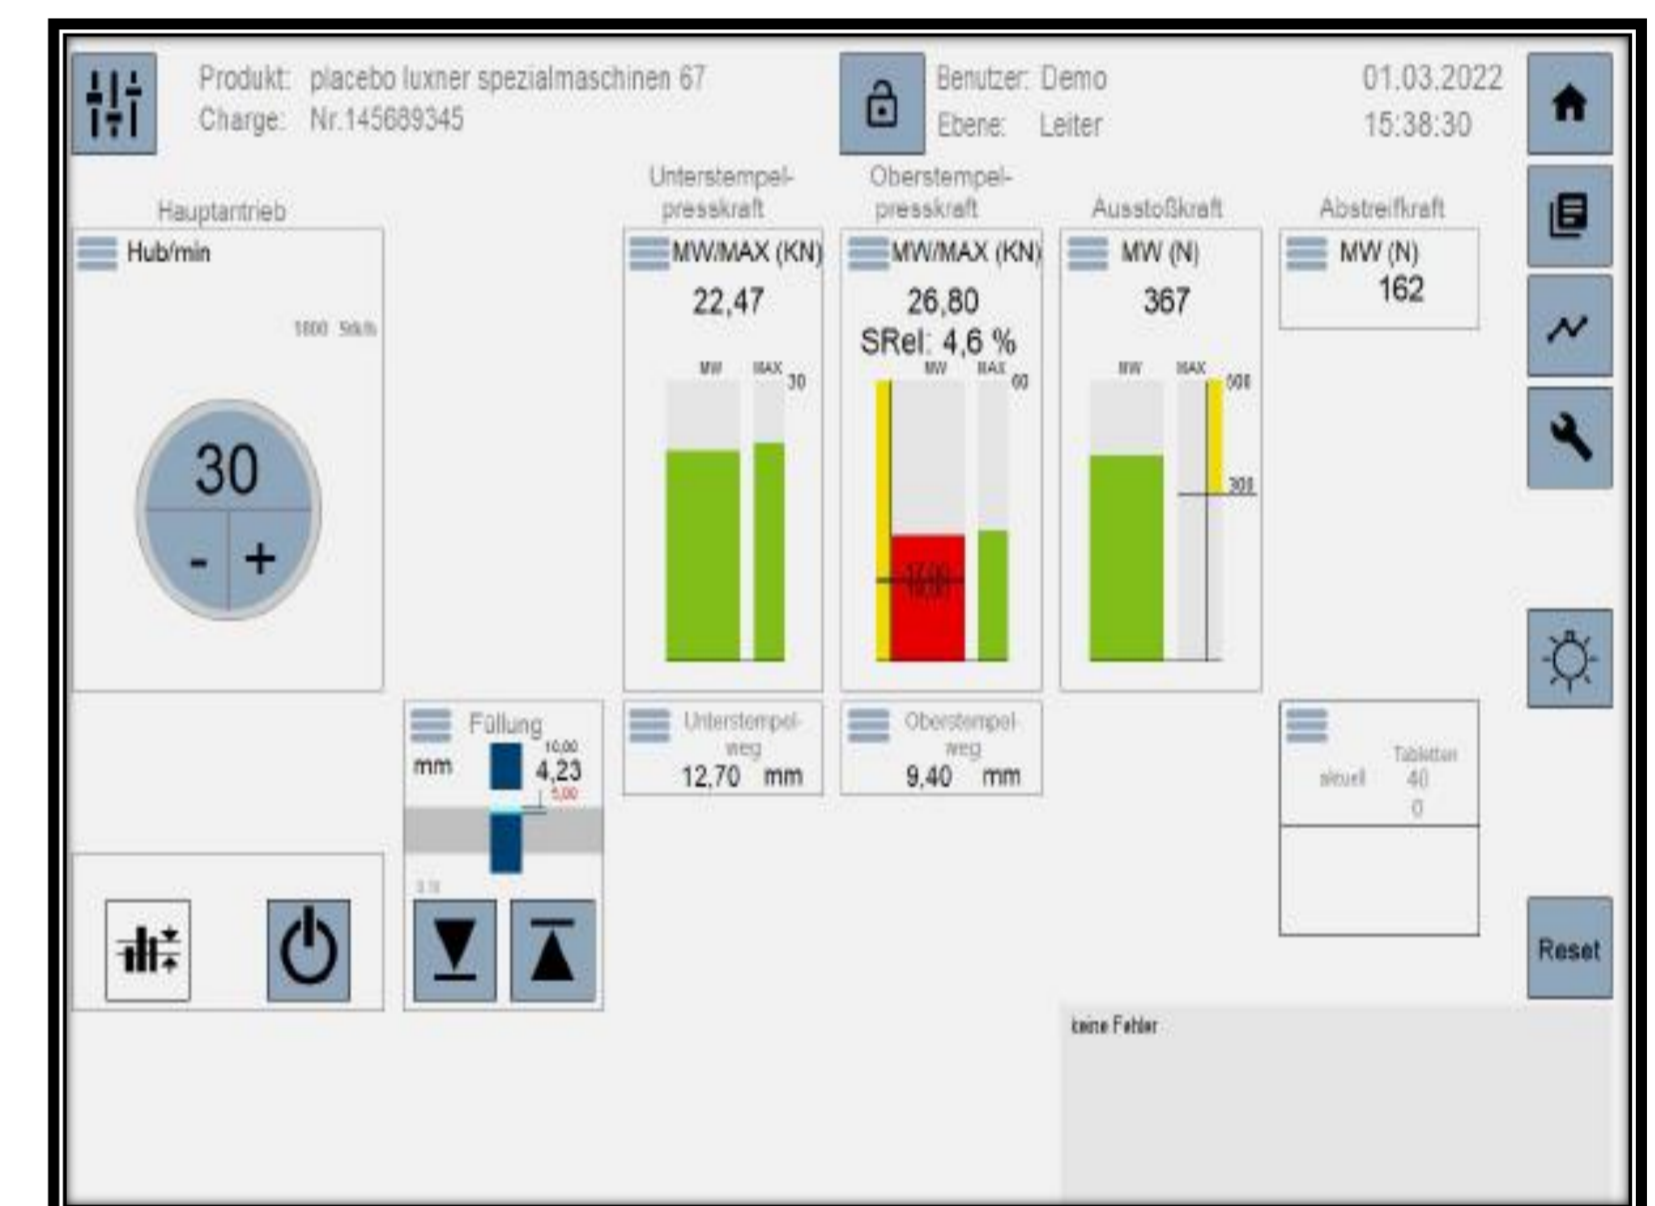 Produkt: placebo luxner spezialmaschinen 67
Charge: Nr.145689345
Benutzer: Demo
Ebene: Leiter
01.03.2022
15:38:30
Hauptantrieb
Hub/min
1800 Stk/h
30
- +
Unterstempel-
presskraft
MW/MAX (KN)
22,47
MW MAX
30
Oberstempel-
presskraft
MW/MAX (KN)
26,80
SRel: 4,6 %
MW MAX
60
Ausstoßkraft
MW (N)
367
MW MAX
500
300
Abstreifkraft
MW (N)
162
Füllung
10,00
mm 4,23
5,00
Unterstempel-
weg
12,70 mm
Oberstempel-
weg
9,40 mm
Tabletten
aktuell 40
0
Reset
keine Fehler